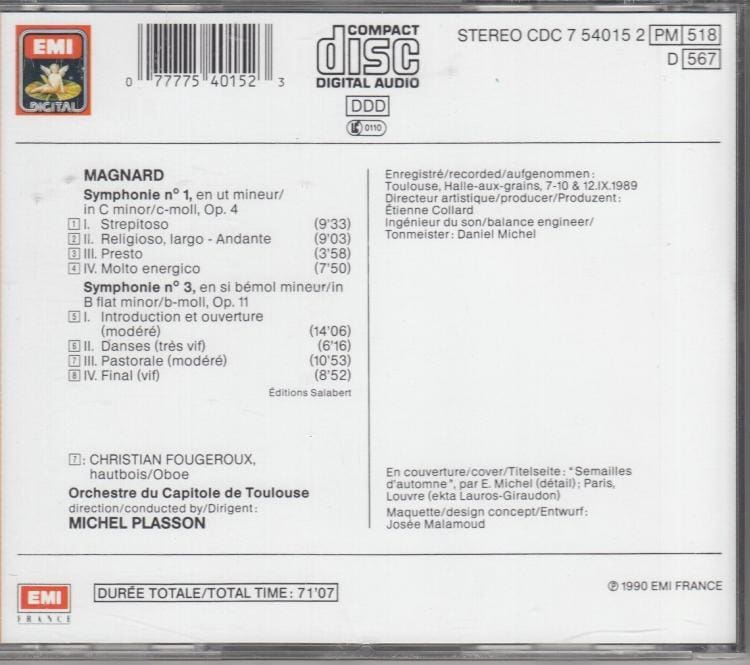 EMI
DIGITAL
0 77775 40152 3
COMPACT
disc
DIGITAL AUDIO
DDD
LC 0110
STEREO CDC 7 54015 2 PM 518
D 567
MAGNARD
Symphonie nº 1, en ut mineur/
in C minor/c-moll, Op. 4
1 I. Strepitoso (9'33)
2 II. Religioso, largo - Andante (9'03)
3 III. Presto (3'58)
4 IV. Molto energico (7'50)
Symphonie nº 3, en si bémol mineur/in
B flat minor/b-moll, Op. 11
5 I. Introduction et ouverture
(modéré) (14'06)
6 II. Danses (très vif) (6'16)
7 III. Pastorale (modéré) (10'53)
8 IV. Final (vif) (8'52)
Éditions Salabert
7: CHRISTIAN FOUGEROUX,
hautbois/Oboe
Orchestre du Capitole de Toulouse
direction/conducted by/Dirigent:
MICHEL PLASSON
Enregistré/recorded/aufgenommen:
Toulouse, Halle-aux-grains, 7-10 & 12.IX.1989
Directeur artistique/producer/Produzent:
Étienne Collard
Ingénieur du son/balance engineer/
Tonmeister: Daniel Michel
En couverture/cover/Titelseite: "Semailles
d'automne", par E. Michel (détail); Paris,
Louvre (ekta Lauros-Giraudon)
Maquette/design concept/Entwurf:
Josée Malamoud
EMI
FRANCE
DURÉE TOTALE/TOTAL TIME: 71'07
℗ 1990 EMI FRANCE